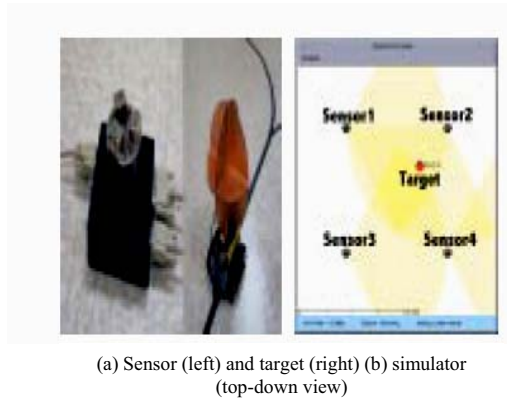 Sensor1 Sensor2
Target
Sensor3 Sensor4
(a) Sensor (left) and target (right) (b) simulator
(top-down view)